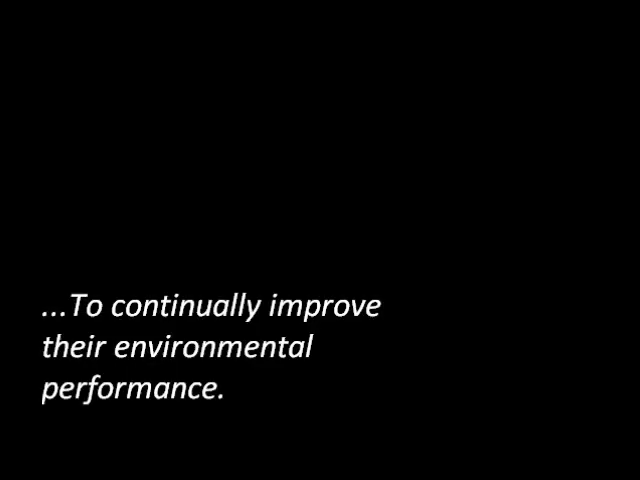 ...To continually improve
their environmental
performance.